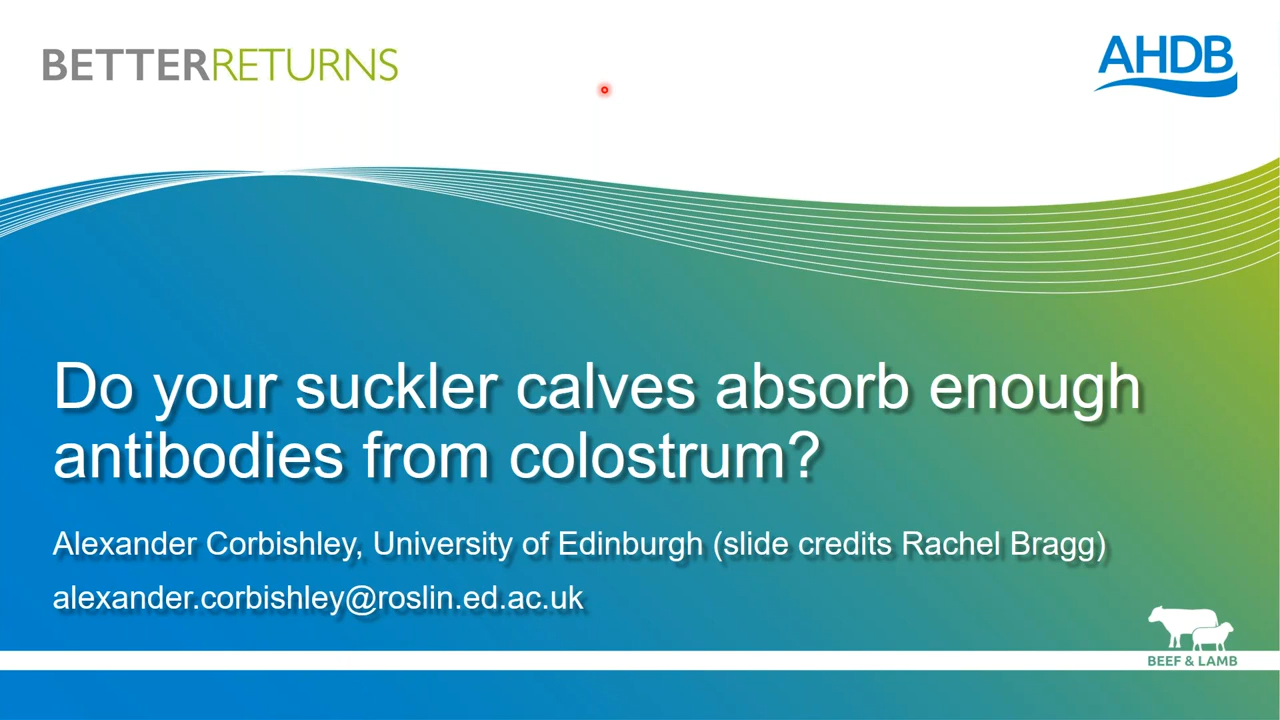 BETTERRETURNS
AHDB
Do your suckler calves absorb enough
antibodies from colostrum?
Alexander Corbishley, University of Edinburgh (slide credits Rachel Bragg)
alexander.corbishley@roslin.ed.ac.uk
BEEF & LAMB